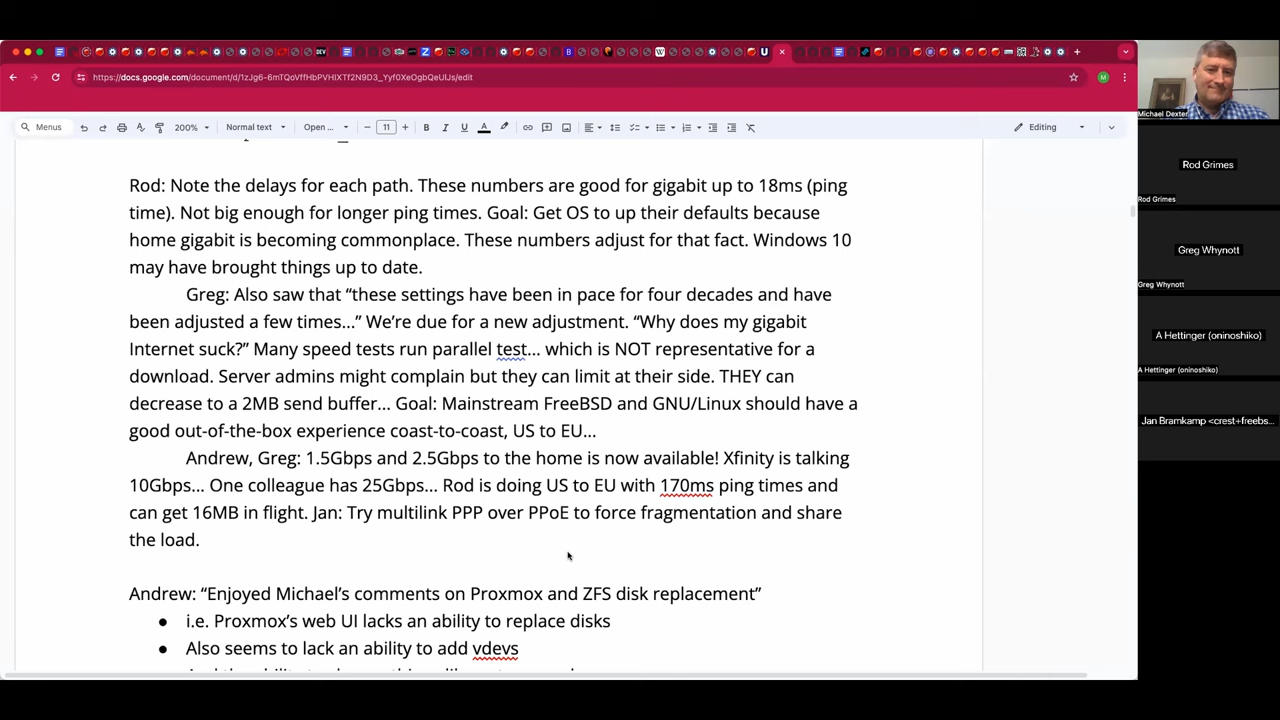 DEV
https://docs.google.com/document/d/1zJg6-6mTQoVffHbPVHIXTf2N9D3_Yyf0XeOgbQeUIJs/edit
M
Menus
200%
Normal text
Open ...
11
B I U A
Editing
Rod: Note the delays for each path. These numbers are good for gigabit up to 18ms (ping
time). Not big enough for longer ping times. Goal: Get OS to up their defaults because
home gigabit is becoming commonplace. These numbers adjust for that fact. Windows 10
may have brought things up to date.
Greg: Also saw that “these settings have been in pace for four decades and have
been adjusted a few times…” We’re due for a new adjustment. “Why does my gigabit
Internet suck?” Many speed tests run parallel test… which is NOT representative for a
download. Server admins might complain but they can limit at their side. THEY can
decrease to a 2MB send buffer… Goal: Mainstream FreeBSD and GNU/Linux should have a
good out-of-the-box experience coast-to-coast, US to EU…
Andrew, Greg: 1.5Gbps and 2.5Gbps to the home is now available! Xfinity is talking
10Gbps… One colleague has 25Gbps… Rod is doing US to EU with 170ms ping times and
can get 16MB in flight. Jan: Try multilink PPP over PPoE to force fragmentation and share
the load.
Andrew: “Enjoyed Michael’s comments on Proxmox and ZFS disk replacement”
● i.e. Proxmox’s web UI lacks an ability to replace disks
● Also seems to lack an ability to add vdevs
Michael Dexter
Rod Grimes
Rod Grimes
Greg Whynott
Greg Whynott
A Hettinger (oninoshiko)
A Hettinger (oninoshiko)
Jan Bramkamp <crest+freebs...